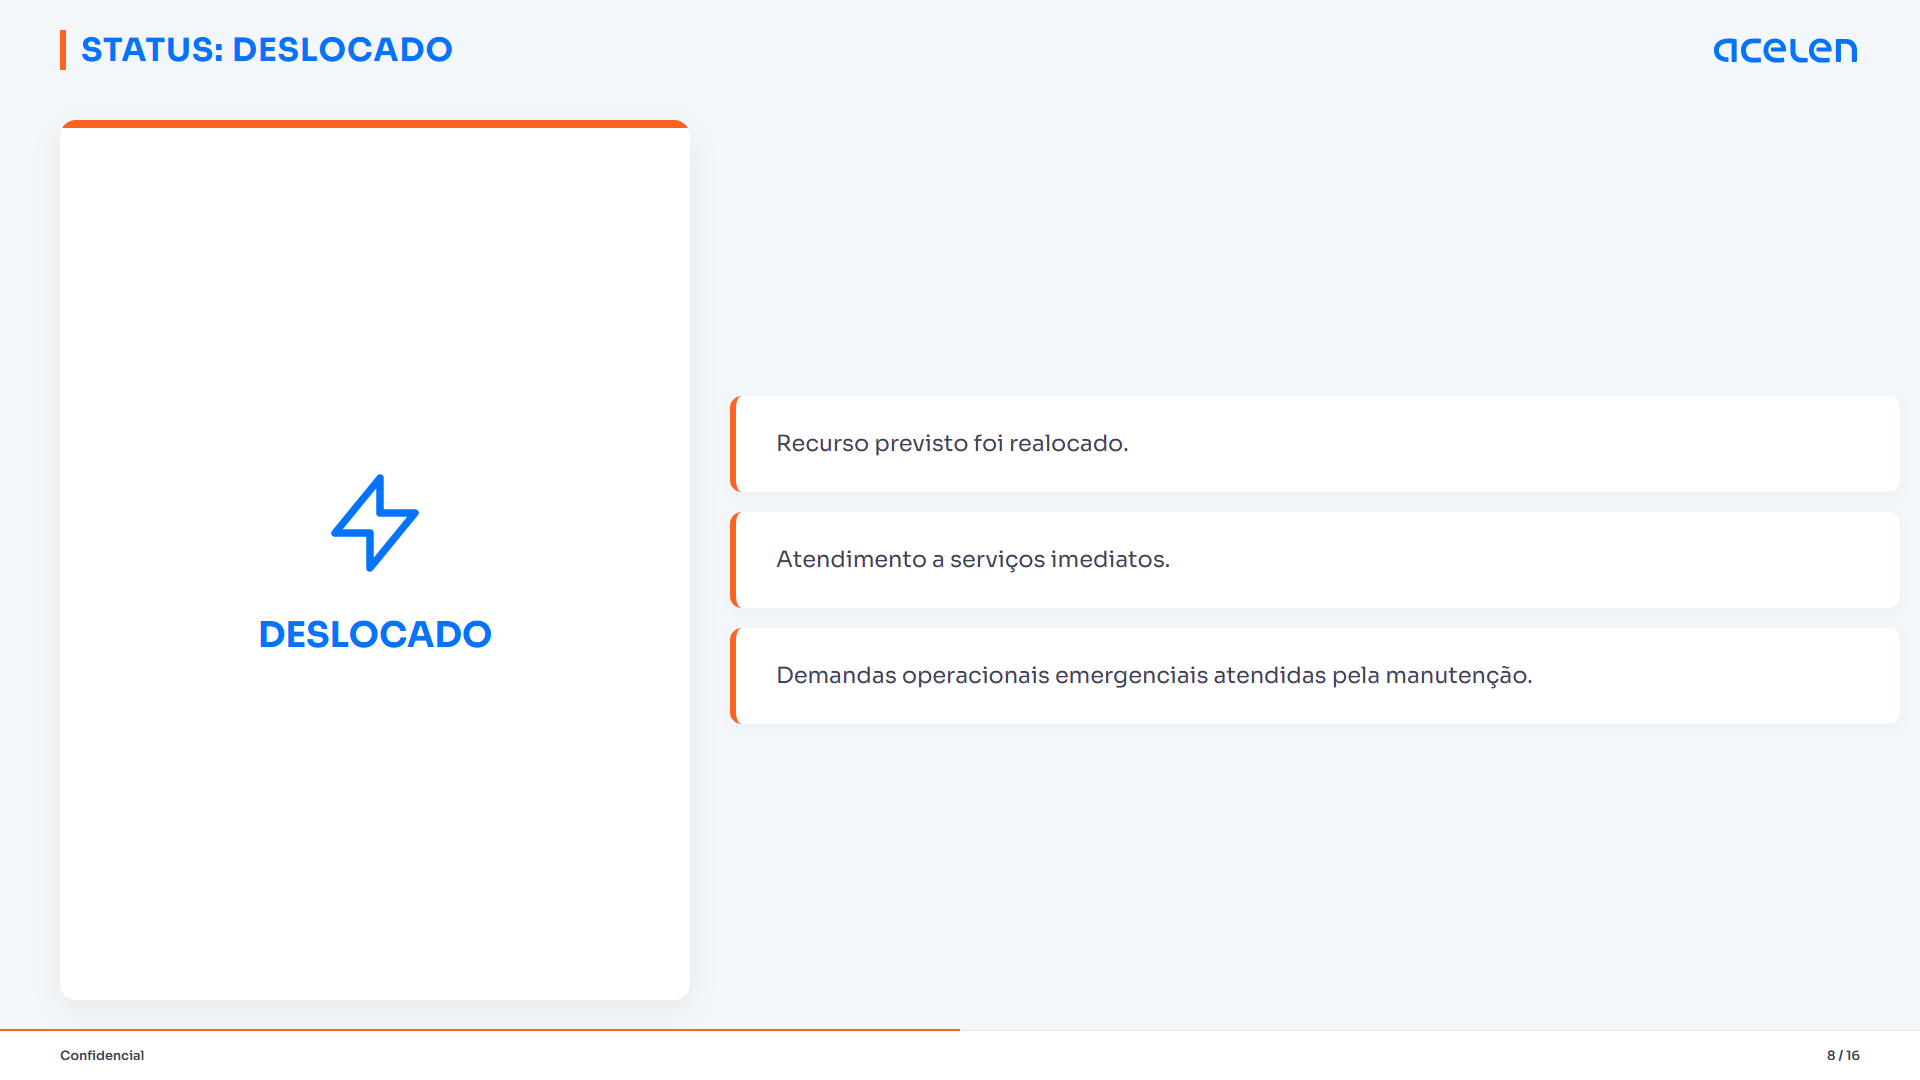 STATUS: DESLOCADO
acelen
DESLOCADO
Recurso previsto foi realocado.
Atendimento a serviços imediatos.
Demandas operacionais emergenciais atendidas pela manutenção.
Confidencial
8 / 16